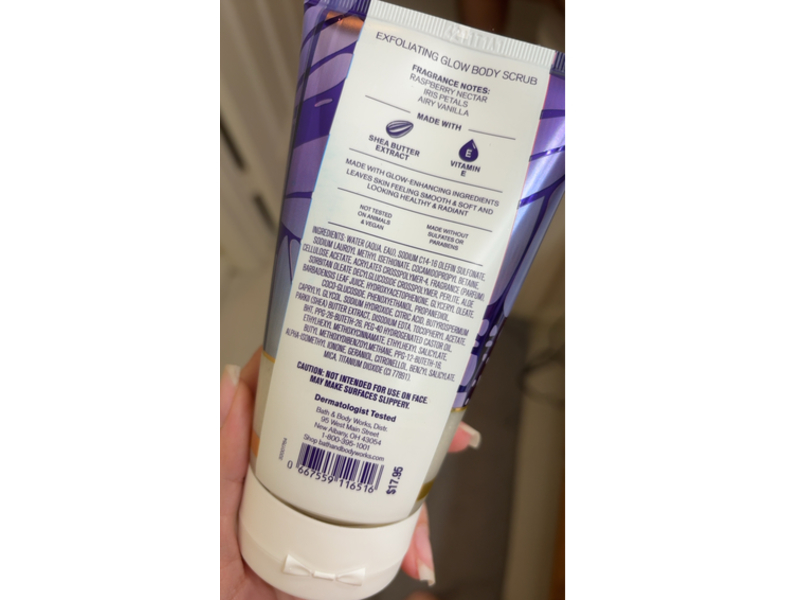 EXFOLIATING GLOW BODY SCRUB
FRAGRANCE NOTES:
RASPBERRY NECTAR
IRIS PETALS
AIRY VANILLA
MADE WITH
SHEA BUTTER
EXTRACT
E
VITAMIN
E
MADE WITH GLOW-ENHANCING INGREDIENTS
LEAVES SKIN FEELING SMOOTH & SOFT AND
LOOKING HEALTHY & RADIANT
NOT TESTED
ON ANIMALS
& VEGAN
MADE WITHOUT
SULFATES OR
PARABENS
INGREDIENTS: WATER (AQUA, EAU), SODIUM C14-16 OLEFIN SULFONATE,
SODIUM LAUROYL METHYL ISETHIONATE, COCAMIDOPROPYL BETAINE,
CELLULOSE ACETATE, ACRYLATES CROSSPOLYMER-4, FRAGRANCE (PARFUM),
SORBITAN OLEATE DECYLGLUCOSIDE CROSSPOLYMER, PERLITE, ALOE
BARBADENSIS LEAF JUICE, HYDROXYACETOPHENONE, GLYCERYL OLEATE,
COCO-GLUCOSIDE, PHENOXYETHANOL, PROPANEDIOL,
CAPRYLYL GLYCOL, SODIUM HYDROXIDE, CITRIC ACID, BUTYROSPERMUM
PARKII (SHEA) BUTTER EXTRACT, DISODIUM EDTA, TOCOPHERYL ACETATE,
BHT, PPG-26-BUTETH-26, PEG-40 HYDROGENATED CASTOR OIL,
ETHYLHEXYL METHOXYCINNAMATE, ETHYLHEXYL SALICYLATE,
BUTYL METHOXYDIBENZOYLMETHANE, PPG-12-BUTETH-16,
ALPHA-ISOMETHYL IONONE, GERANIOL, CITRONELLOL, BENZYL SALICYLATE,
MICA, TITANIUM DIOXIDE (CI 77891).
CAUTION: NOT INTENDED FOR USE ON FACE.
MAY MAKE SURFACES SLIPPERY.
Dermatologist Tested
Bath & Body Works, Distr.
95 West Main Street
New Albany, OH 43054
1-800-395-1001
Shop bathandbodyworks.com
0 667559 116516
$17.95